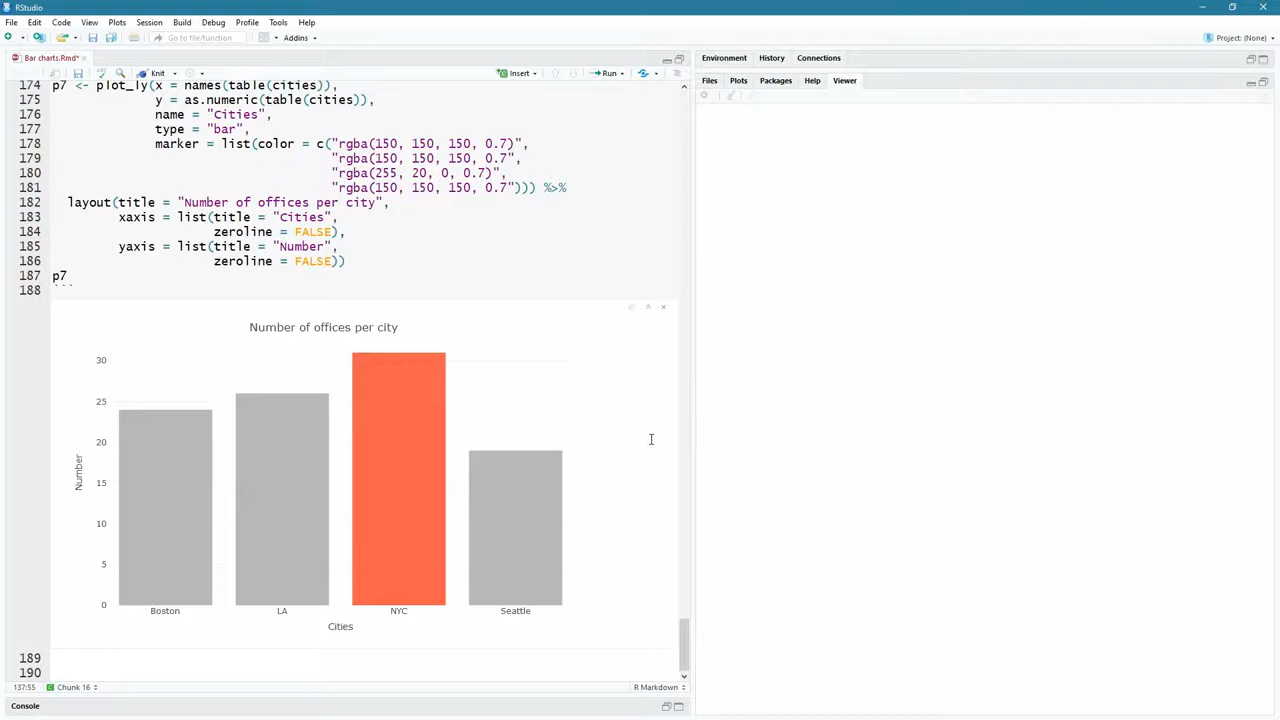 RStudio
File Edit Code View Plots Session Build Debug Profile Tools Help
Go to file/function Addins Project: (None)
Bar charts.Rmd* Environment History Connections
Knit Insert Run Files Plots Packages Help Viewer
174 p7 <- plot_ly(x = names(table(cities)),
175 y = as.numeric(table(cities)),
176 name = "Cities",
177 type = "bar",
178 marker = list(color = c("rgba(150, 150, 150, 0.7)",
179 "rgba(150, 150, 150, 0.7",
180 "rgba(255, 20, 0, 0.7)",
181 "rgba(150, 150, 150, 0.7"))) %>%
182 layout(title = "Number of offices per city",
183 xaxis = list(title = "Cities",
184 zeroline = FALSE),
185 yaxis = list(title = "Number",
186 zeroline = FALSE))
187 p7
188 ```
Number of offices per city
30
25
20
15
10
5
0
Number
Boston LA NYC Seattle
Cities
189
190
137:55 Chunk 16 R Markdown
Console